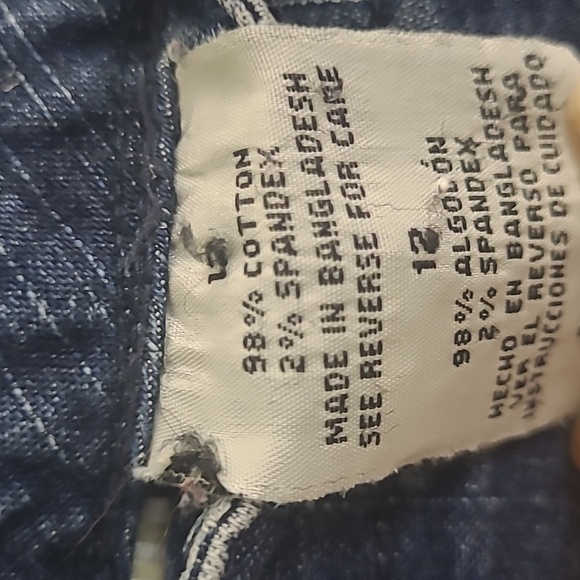 12
98% COTTON
2% SPANDEX
MADE IN BANGLADESH
SEE REVERSE FOR CARE
12
98% ALGODÓN
2% SPANDEX
HECHO EN BANGLADESH
VER EL REVERSO PARA
INSTRUCCIONES DE CUIDADO